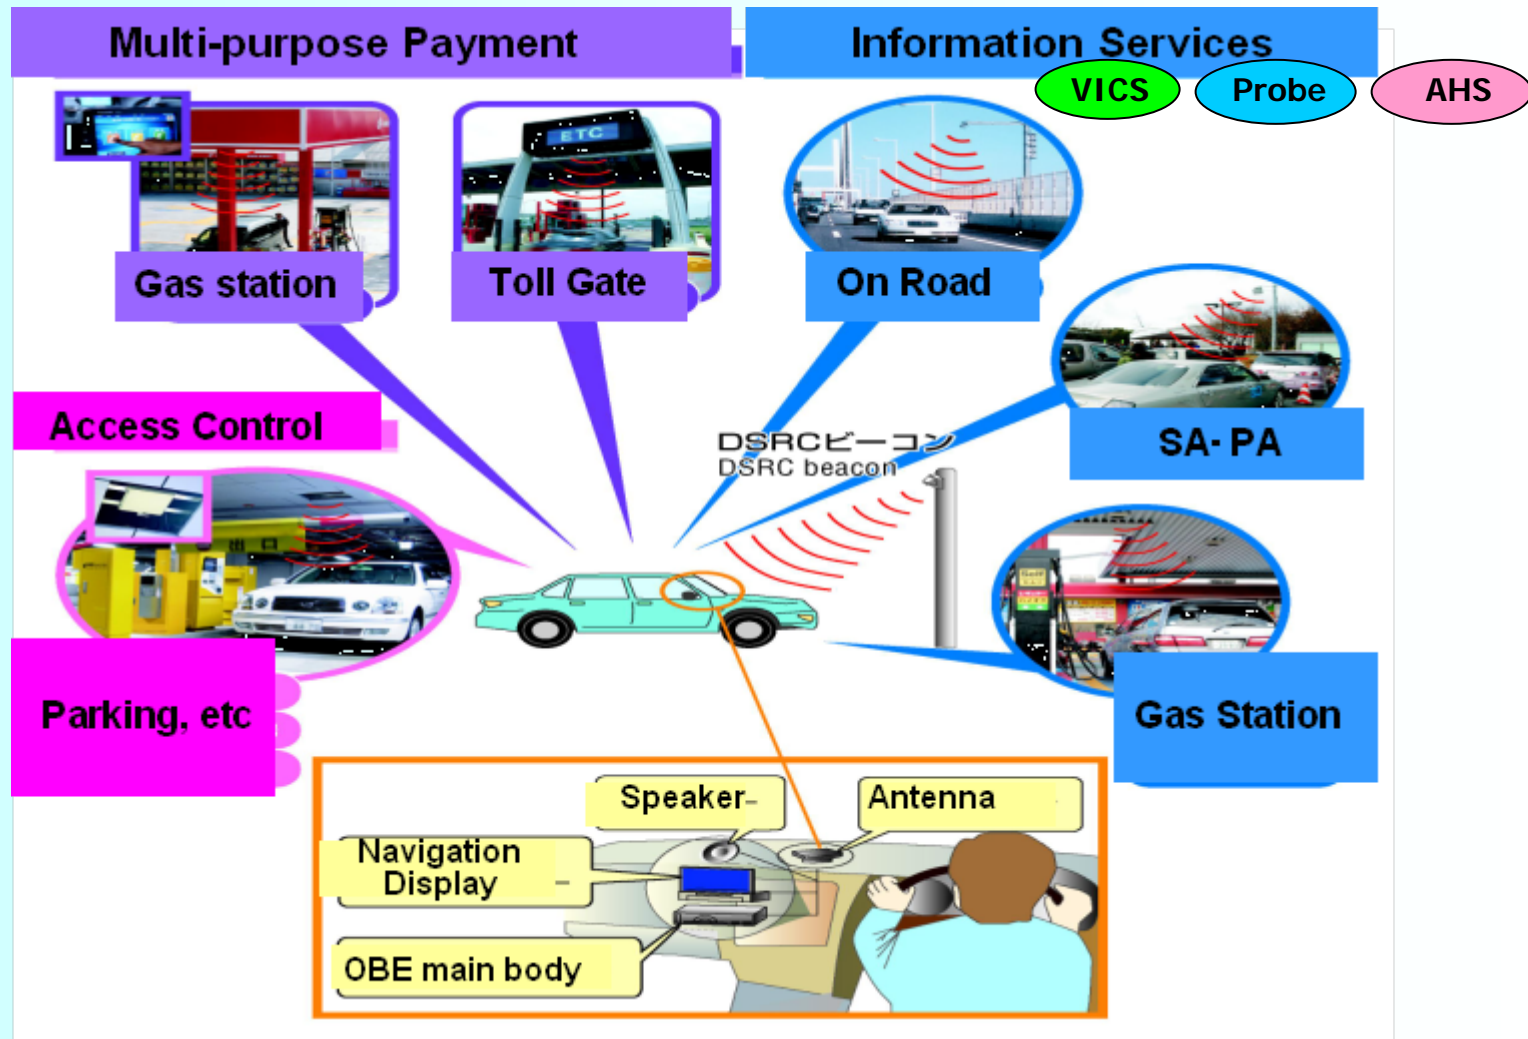 Multi-purpose Payment
Information Services
VICS
Probe
AHS
ETC
Gas station
Toll Gate
On Road
Access Control
SA- PA
DSRCビーコン
DSRC beacon
出口
Parking, etc
Gas Station
Speaker
Antenna
Navigation
Display
OBE main body